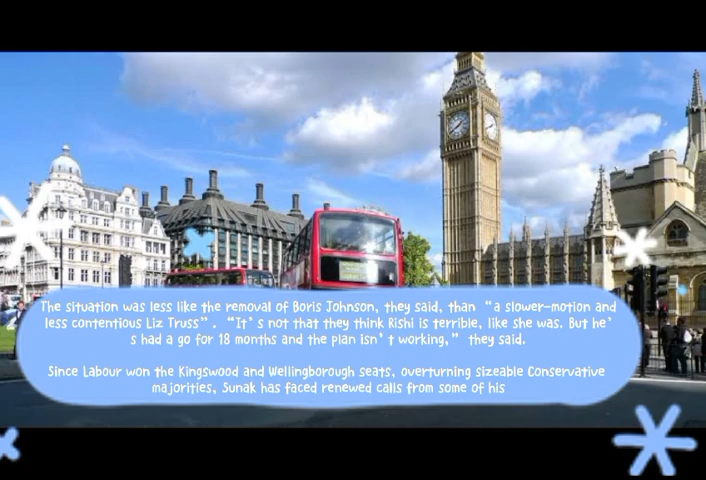 The situation was less like the removal of Boris Johnson, they said, than “a slower-motion and
less contentious Liz Truss”. “It’s not that they think Rishi is terrible, like she was. But he’
s had a go for 18 months and the plan isn’t working,” they said.
Since Labour won the Kingswood and Wellingborough seats, overturning sizeable Conservative
majorities, Sunak has faced renewed calls from some of his